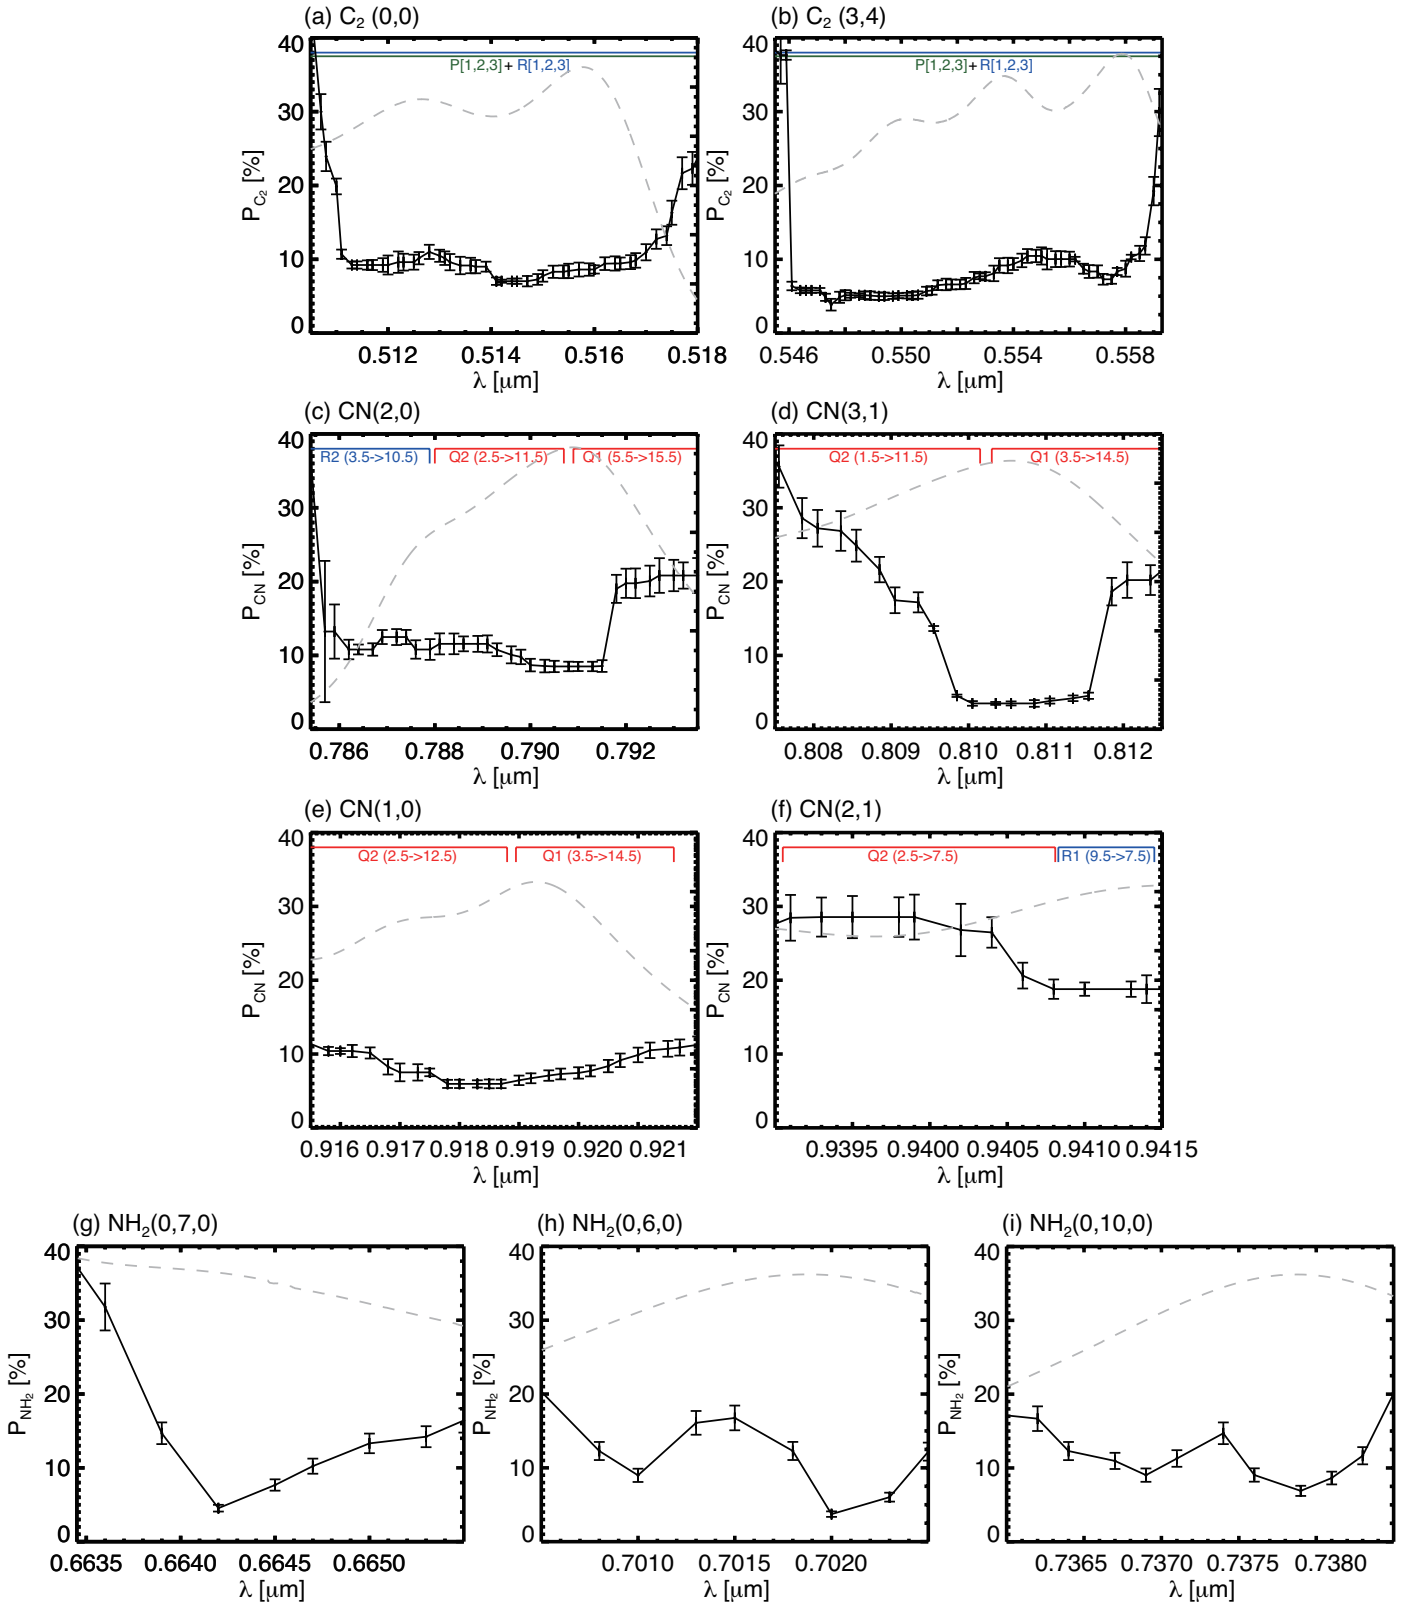 (a) C₂ (0,0)
40
30
20
10
0
P_C₂ [%]
P[1,2,3]+ R[1,2,3]
0.512 0.514 0.516 0.518
λ [μm]
(b) C₂ (3,4)
40
30
20
10
0
P_C₂ [%]
P[1,2,3]+ R[1,2,3]
0.546 0.550 0.554 0.558
λ [μm]
(c) CN(2,0)
40
30
20
10
0
P_CN [%]
R2 (3.5->10.5) Q2 (2.5->11.5) Q1 (5.5->15.5)
0.786 0.788 0.790 0.792
λ [μm]
(d) CN(3,1)
40
30
20
10
0
P_CN [%]
Q2 (1.5->11.5) Q1 (3.5->14.5)
0.808 0.809 0.810 0.811 0.812
λ [μm]
(e) CN(1,0)
40
30
20
10
0
P_CN [%]
Q2 (2.5->12.5) Q1 (3.5->14.5)
0.916 0.917 0.918 0.919 0.920 0.921
λ [μm]
(f) CN(2,1)
40
30
20
10
0
P_CN [%]
Q2 (2.5->7.5) R1 (9.5->7.5)
0.9395 0.9400 0.9405 0.9410 0.9415
λ [μm]
(g) NH₂(0,7,0)
40
30
20
10
0
P_NH₂ [%]
0.6635 0.6640 0.6645 0.6650
λ [μm]
(h) NH₂(0,6,0)
40
30
20
10
0
P_NH₂ [%]
0.7010 0.7015 0.7020
λ [μm]
(i) NH₂(0,10,0)
40
30
20
10
0
P_NH₂ [%]
0.7365 0.7370 0.7375 0.7380
λ [μm]